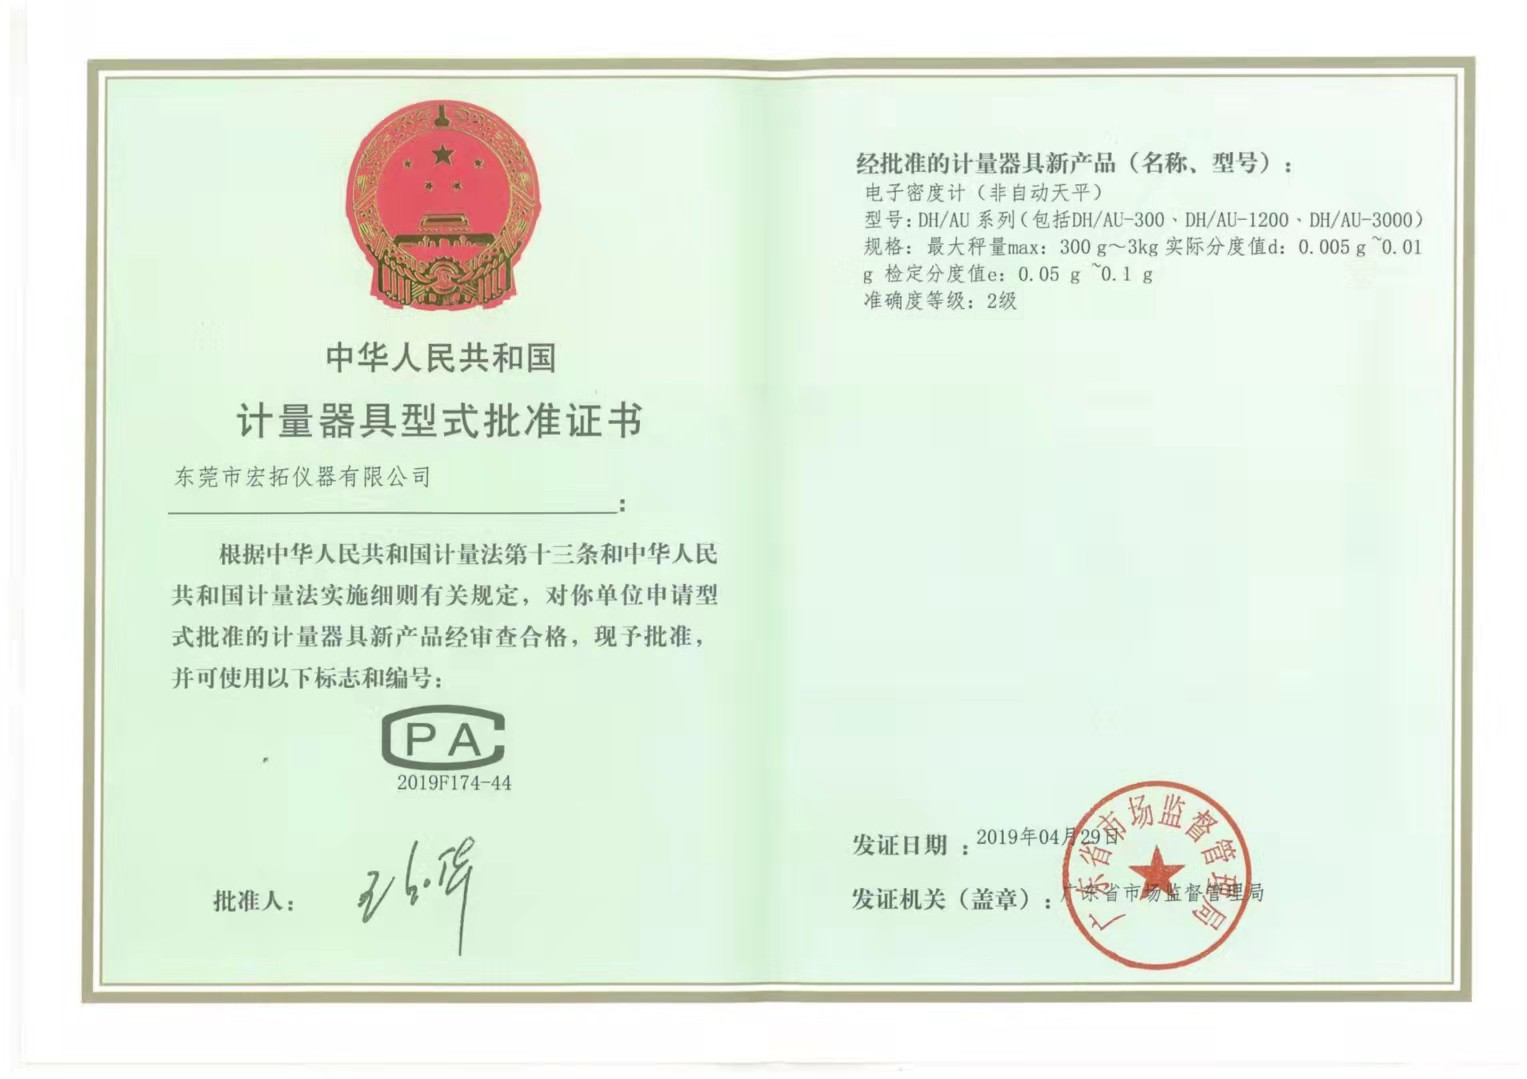 中华人民共和国
计量器具型式批准证书
东莞市宏拓仪器有限公司
:
根据中华人民共和国计量法第十三条和中华人民
共和国计量法实施细则有关规定，对你单位申请型
式批准的计量器具新产品经审查合格，现予批准，
并可使用以下标志和编号：
CPA
2019F174-44
批准人：
经批准的计量器具新产品（名称、型号）：
电子密度计（非自动天平）
型号：DH/AU 系列（包括DH/AU-300、DH/AU-1200、DH/AU-3000）
规格：最大秤量max：300 g～3kg 实际分度值d：0.005 g ~0.01
g 检定分度值e：0.05 g ~0.1 g
准确度等级：2级
发证日期 ：2019年04月29日
发证机关（盖章）：广东省市场监督管理局
广东省市场监督管理局